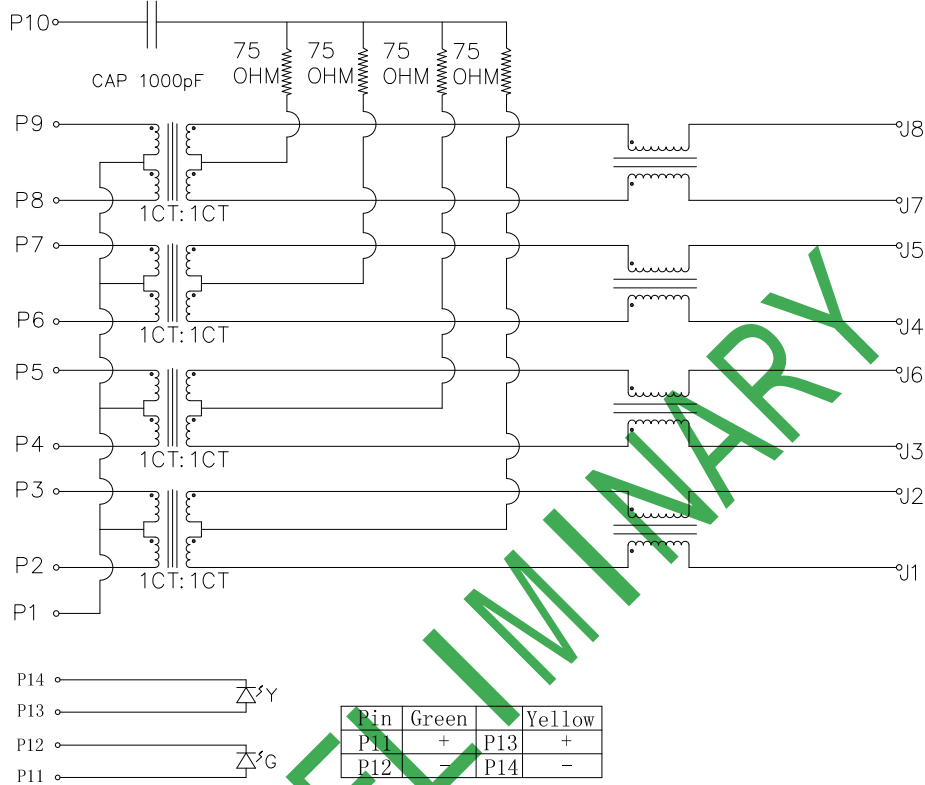 P10
75 75 75 75
OHM OHM OHM OHM
CAP 1000pF
P9 J8
P8 J7
1CT:1CT
P7 J5
P6 J4
1CT:1CT
P5 J6
P4 J3
1CT:1CT
P3 J2
P2 J1
1CT:1CT
P1
P14
Y
P13
P12
G
P11
Pin Green Yellow
P11 + P13 +
P12 - P14 -
ELIMINARY